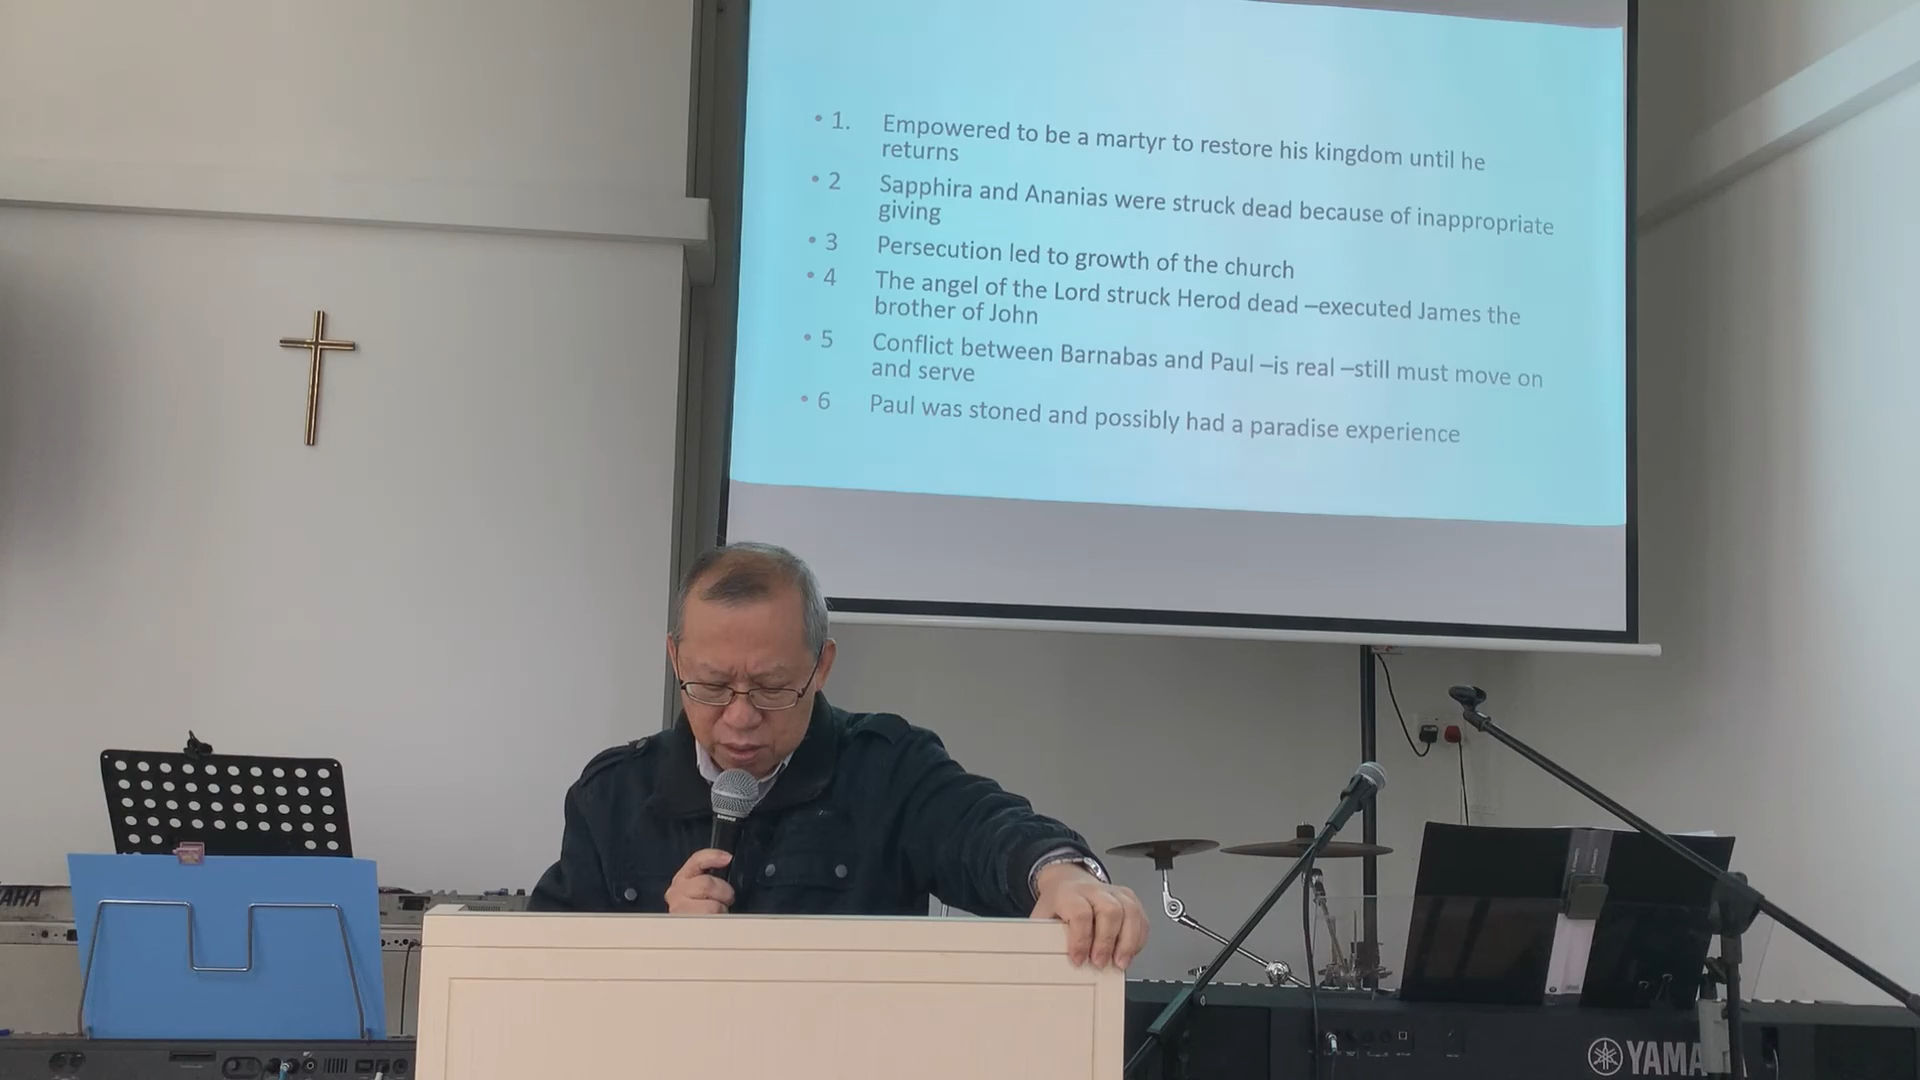 • 1. Empowered to be a martyr to restore his kingdom until he
returns
• 2 Sapphira and Ananias were struck dead because of inappropriate
giving
• 3 Persecution led to growth of the church
• 4 The angel of the Lord struck Herod dead –executed James the
brother of John
• 5 Conflict between Barnabas and Paul –is real –still must move on
and serve
• 6 Paul was stoned and possibly had a paradise experience
AHA
YAMA